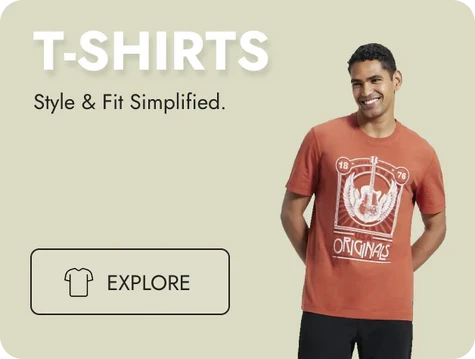 T-SHIRTS
Style & Fit Simplified.
18 76
ORIGINALS
EXPLORE